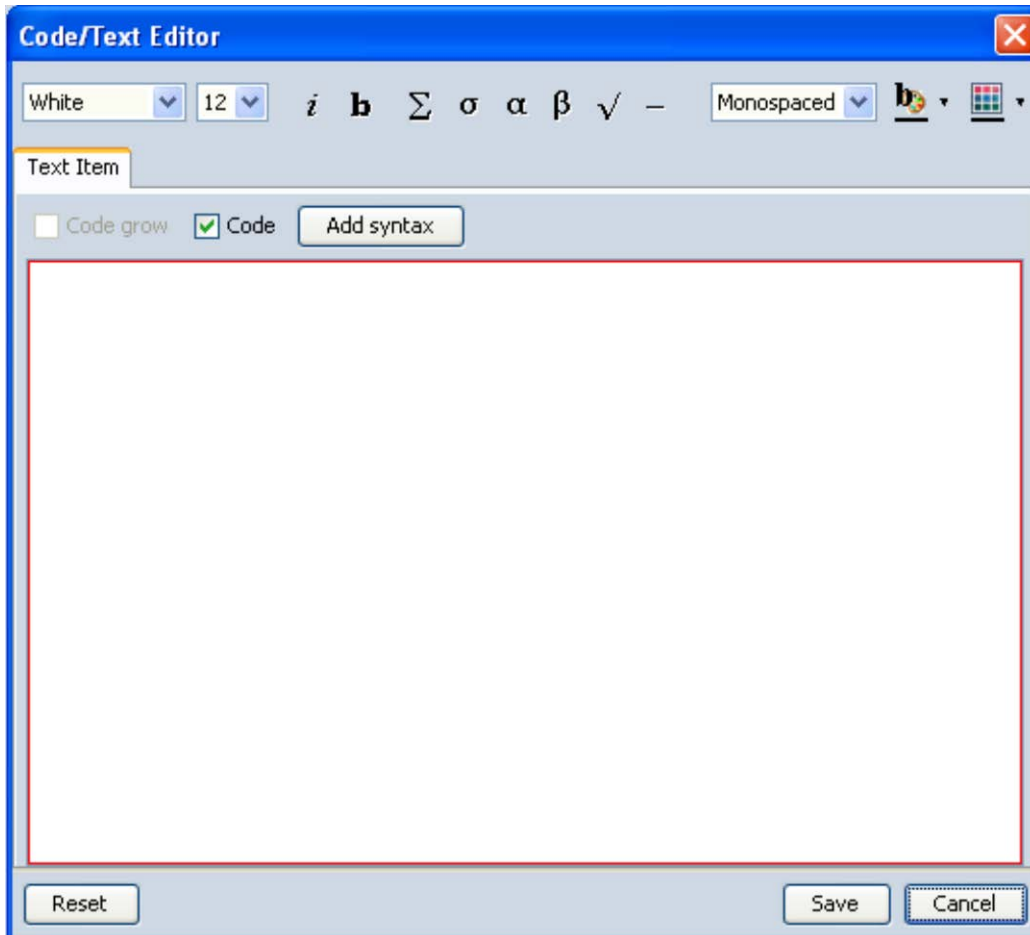 Code/Text Editor
White 12 i b Σ σ α β √ – Monospaced b
Text Item
Code grow Code Add syntax
Reset Save Cancel